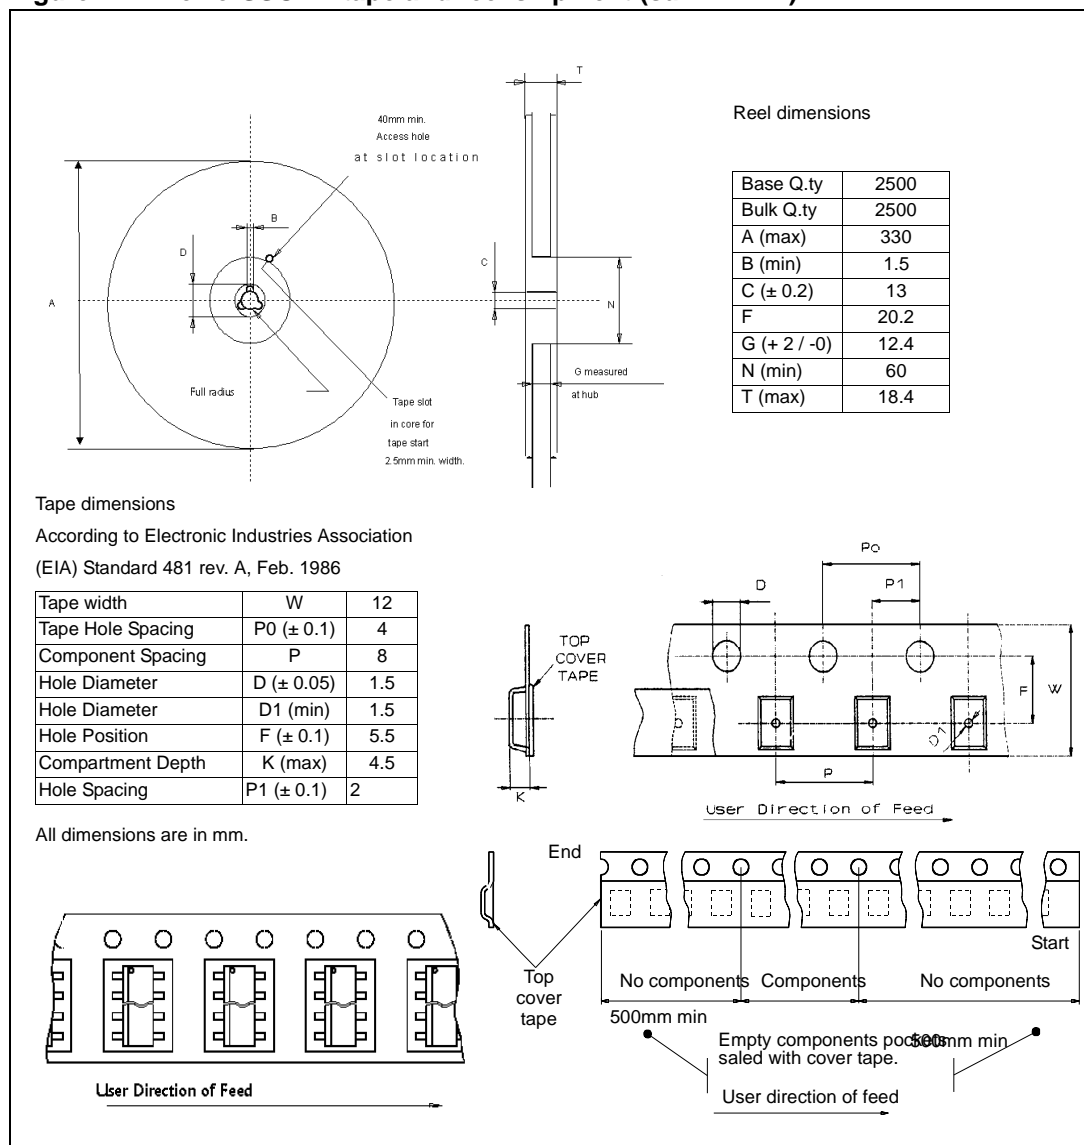 T
40mm min.
Access hole
at slot location
Reel dimensions
Base Q.ty 2500
Bulk Q.ty 2500
A (max) 330
B (min) 1.5
C (± 0.2) 13
F 20.2
G (+ 2 / -0) 12.4
N (min) 60
T (max) 18.4
B
D
C
A
N
Full radius
G measured
at hub
Tape slot
in core for
tape start
2.5mm min. width.
Tape dimensions
According to Electronic Industries Association
(EIA) Standard 481 rev. A, Feb. 1986
Tape width W 12
Tape Hole Spacing P0 (± 0.1) 4
Component Spacing P 8
Hole Diameter D (± 0.05) 1.5
Hole Diameter D1 (min) 1.5
Hole Position F (± 0.1) 5.5
Compartment Depth K (max) 4.5
Hole Spacing P1 (± 0.1) 2
All dimensions are in mm.
Po
D
P1
TOP
COVER
TAPE
F
W
D1
P
K
User Direction of Feed
End
Start
Top
cover
tape
No components
Components
No components
500mm min
500mm min
Empty components pockets
saled with cover tape.
User direction of feed
User Direction of Feed